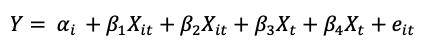 Y = αᵢ + β₁Xᵢₜ + β₂Xᵢₜ + β₃Xₜ + β₄Xₜ + eᵢₜ